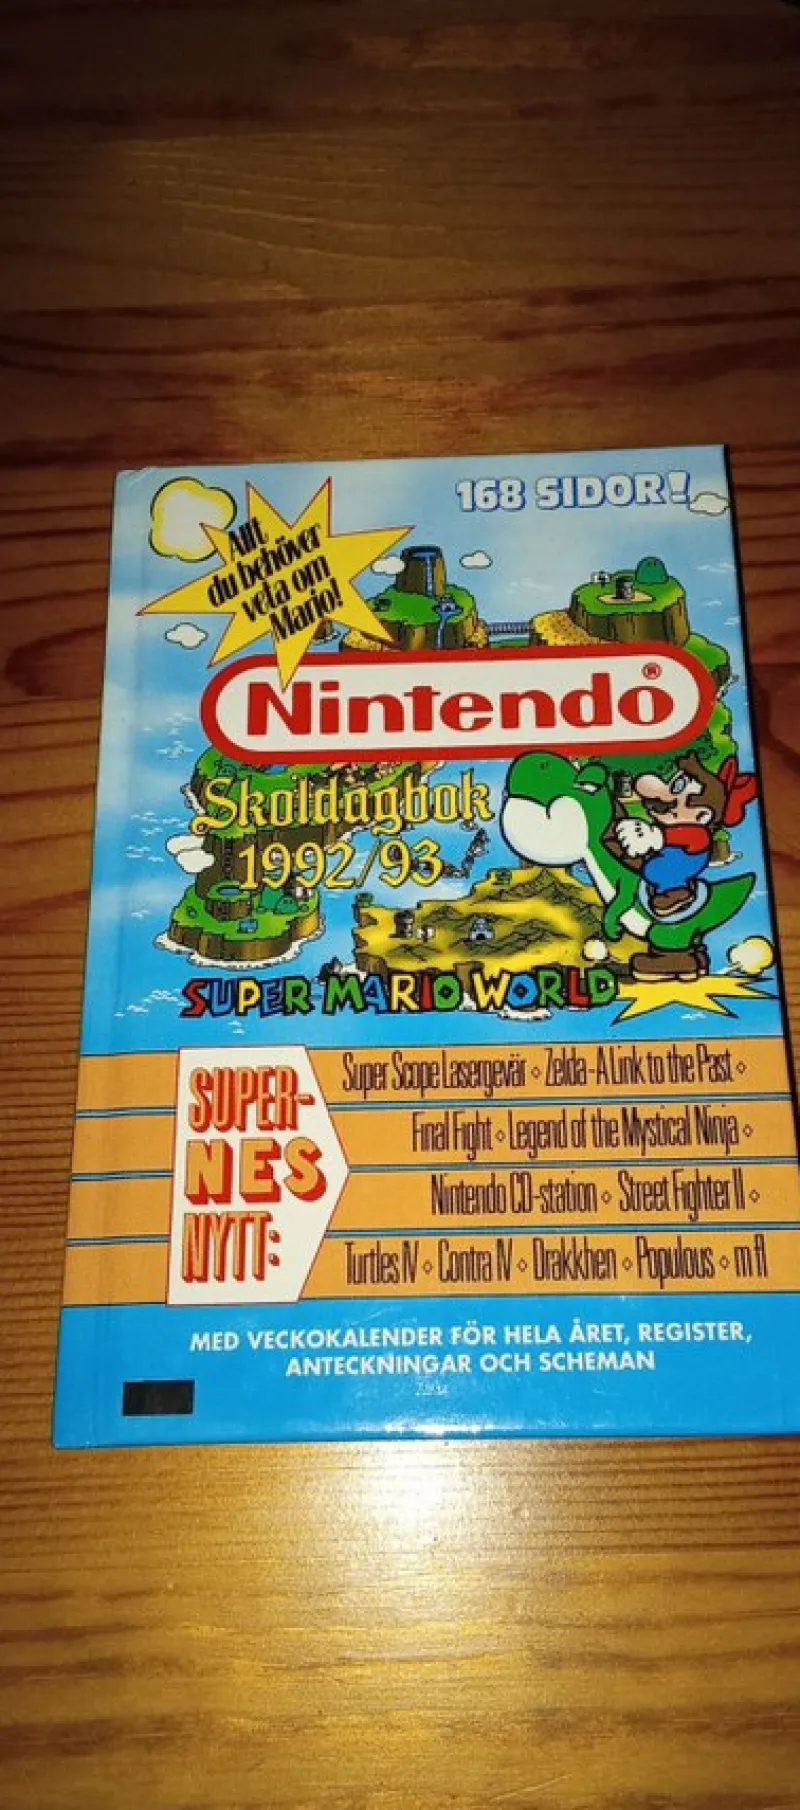 168 SIDOR!
Allt
du behöver
veta om
Mario!
Nintendo®
Skoldagbok
1992/93
SUPER MARIO WORLD
SUPER-
NES
NYTT:
Super Scope Lasergevär ⋄ Zelda-A Link to the Past ⋄
Final Fight ⋄ Legend of the Mystical Ninja ⋄
Nintendo CD-station ⋄ Street Fighter II ⋄
Turtles IV ⋄ Contra IV ⋄ Drakkhen ⋄ Populous ⋄ m fl
MED VECKOKALENDER FÖR HELA ÅRET, REGISTER,
ANTECKNINGAR OCH SCHEMAN